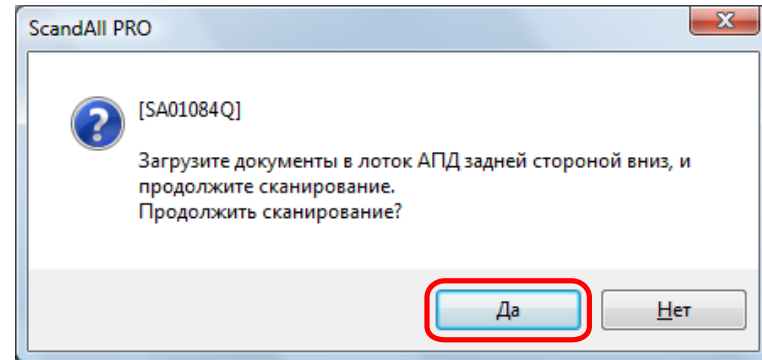 ScandAll PRO
[SA01084Q]
Загрузите документы в лоток АПД задней стороной вниз, и
продолжите сканирование.
Продолжить сканирование?
Да
Нет